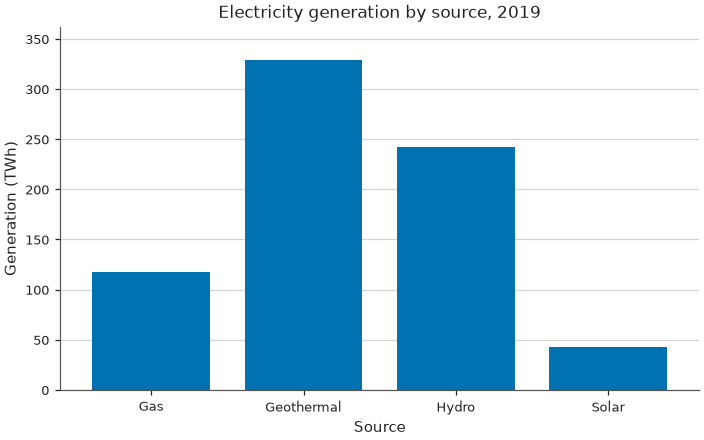 Electricity generation by source, 2019
Generation (TWh)
350
300
250
200
150
100
50
0
Gas
Geothermal
Hydro
Solar
Source